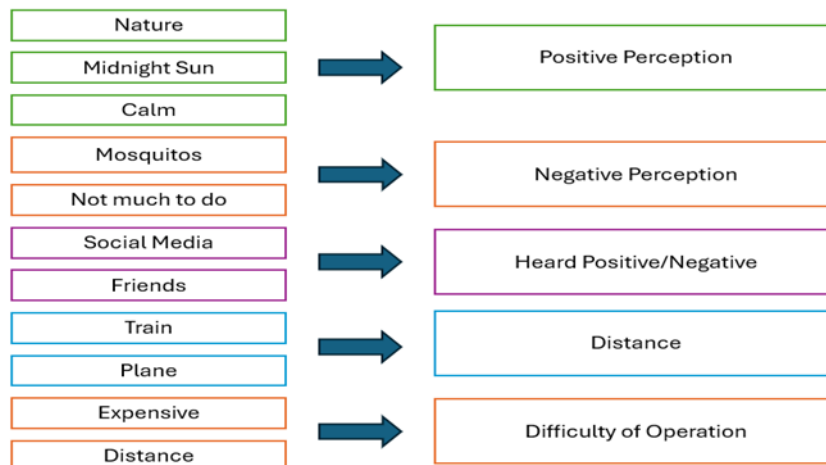 Nature
Midnight Sun
Calm
Positive Perception
Mosquitos
Not much to do
Negative Perception
Social Media
Friends
Heard Positive/Negative
Train
Plane
Distance
Expensive
Distance
Difficulty of Operation